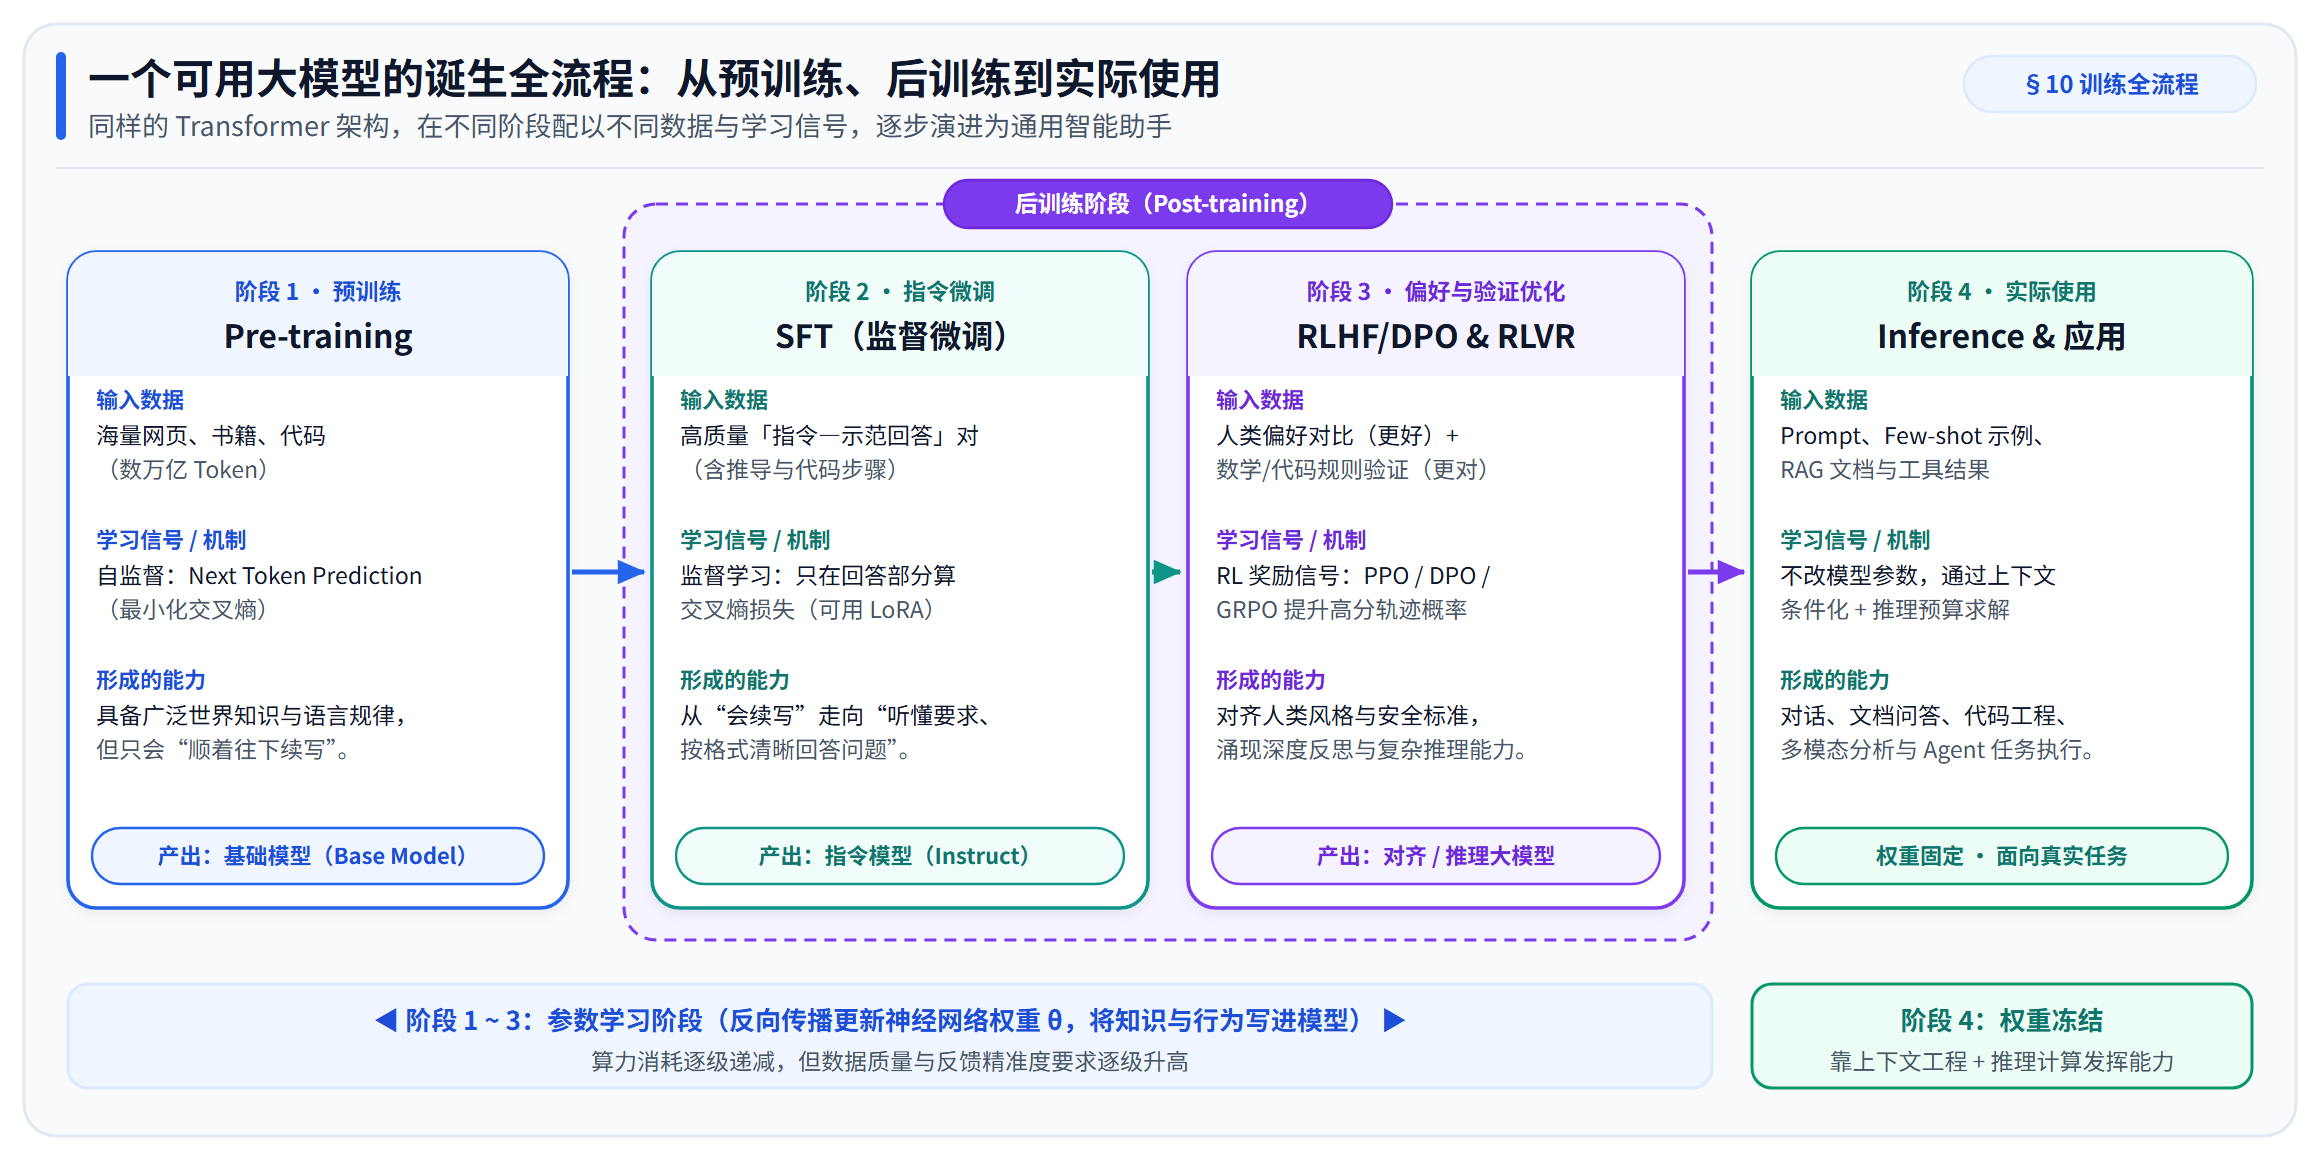 一个可用大模型的诞生全流程：从预训练、后训练到实际使用
同样的 Transformer 架构，在不同阶段配以不同数据与学习信号，逐步演进为通用智能助手
§10 训练全流程
后训练阶段（Post-training）
阶段 1 · 预训练
Pre-training
输入数据
海量网页、书籍、代码
（数万亿 Token）
学习信号 / 机制
自监督：Next Token Prediction
（最小化交叉熵）
形成的能力
具备广泛世界知识与语言规律，
但只会“顺着往下续写”。
产出：基础模型（Base Model）
阶段 2 · 指令微调
SFT（监督微调）
输入数据
高质量「指令—示范回答」对
（含推导与代码步骤）
学习信号 / 机制
监督学习：只在回答部分算
交叉熵损失（可用 LoRA）
形成的能力
从“会续写”走向“听懂要求、
按格式清晰回答问题”。
产出：指令模型（Instruct）
阶段 3 · 偏好与验证优化
RLHF/DPO & RLVR
输入数据
人类偏好对比（更好）+
数学/代码规则验证（更对）
学习信号 / 机制
RL 奖励信号：PPO / DPO /
GRPO 提升高分轨迹概率
形成的能力
对齐人类风格与安全标准，
涌现深度反思与复杂推理能力。
产出：对齐 / 推理大模型
阶段 4 · 实际使用
Inference & 应用
输入数据
Prompt、Few-shot 示例、
RAG 文档与工具结果
学习信号 / 机制
不改模型参数，通过上下文
条件化 + 推理预算求解
形成的能力
对话、文档问答、代码工程、
多模态分析与 Agent 任务执行。
权重固定 · 面向真实任务
◀ 阶段 1 ~ 3：参数学习阶段（反向传播更新神经网络权重 θ，将知识与行为写进模型） ▶
算力消耗逐级递减，但数据质量与反馈精准度要求逐级升高
阶段 4：权重冻结
靠上下文工程 + 推理计算发挥能力